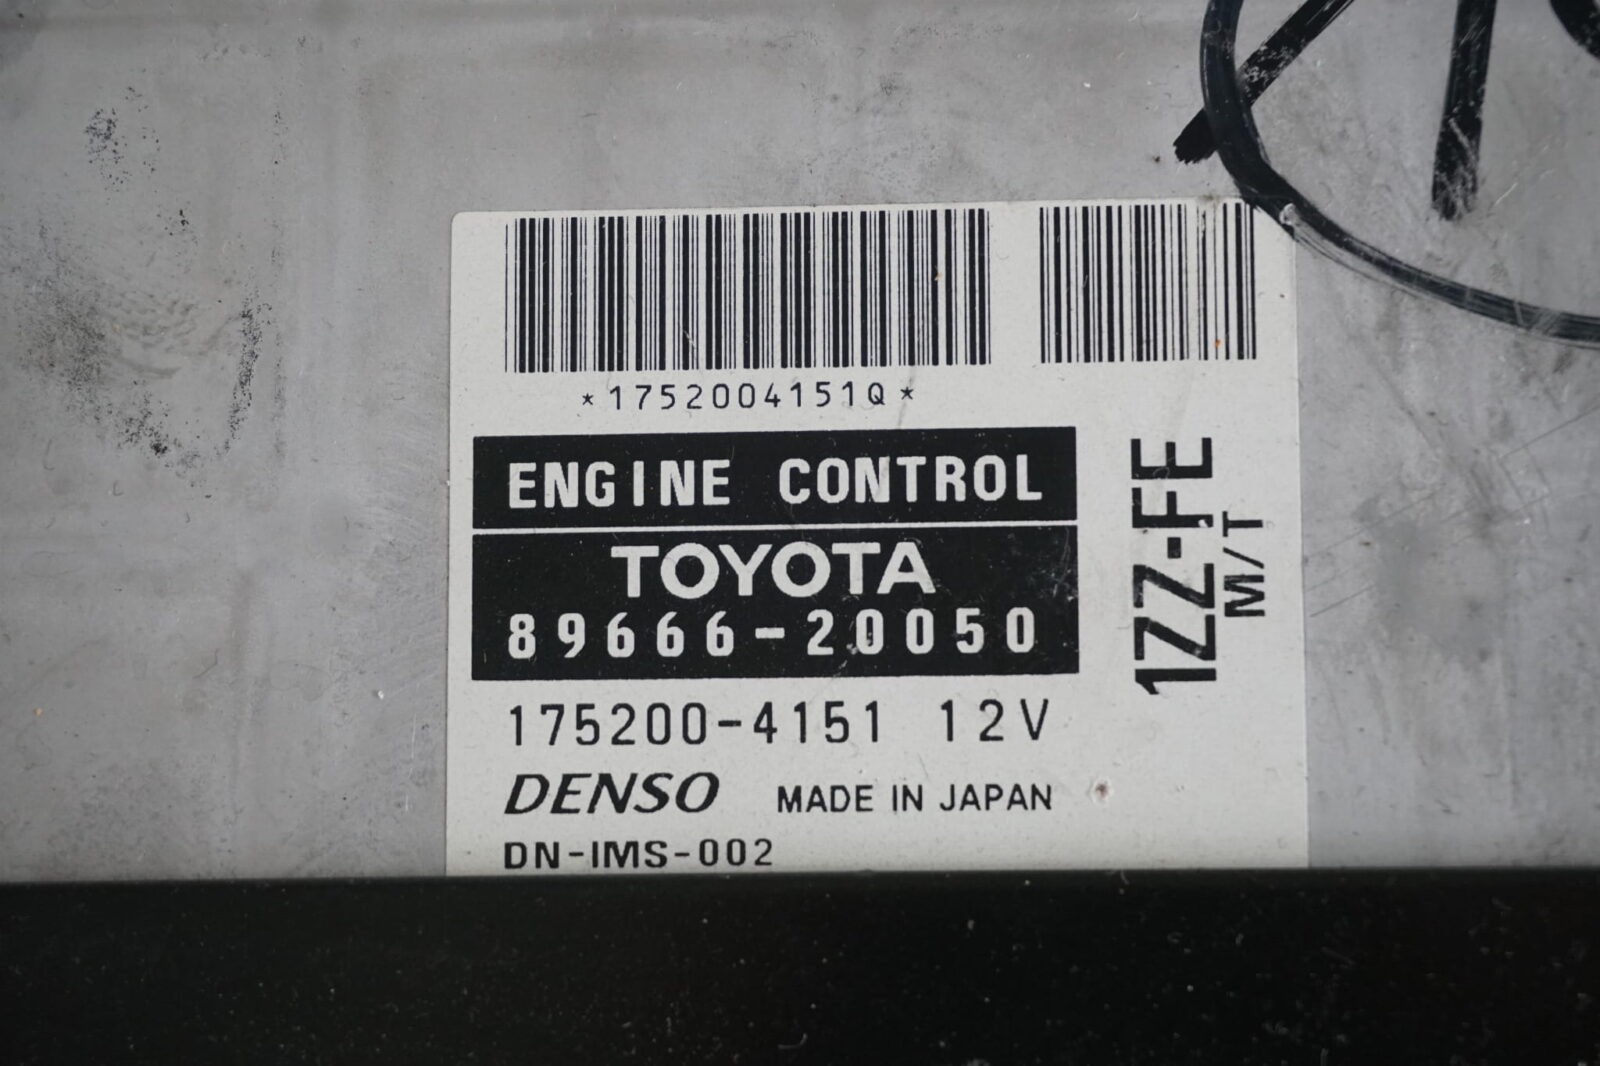 *1752004151Q*
ENGINE CONTROL
TOYOTA
89666-20050
175200-4151 12V
DENSO MADE IN JAPAN
DN-IMS-002
1ZZ-FE
M/T